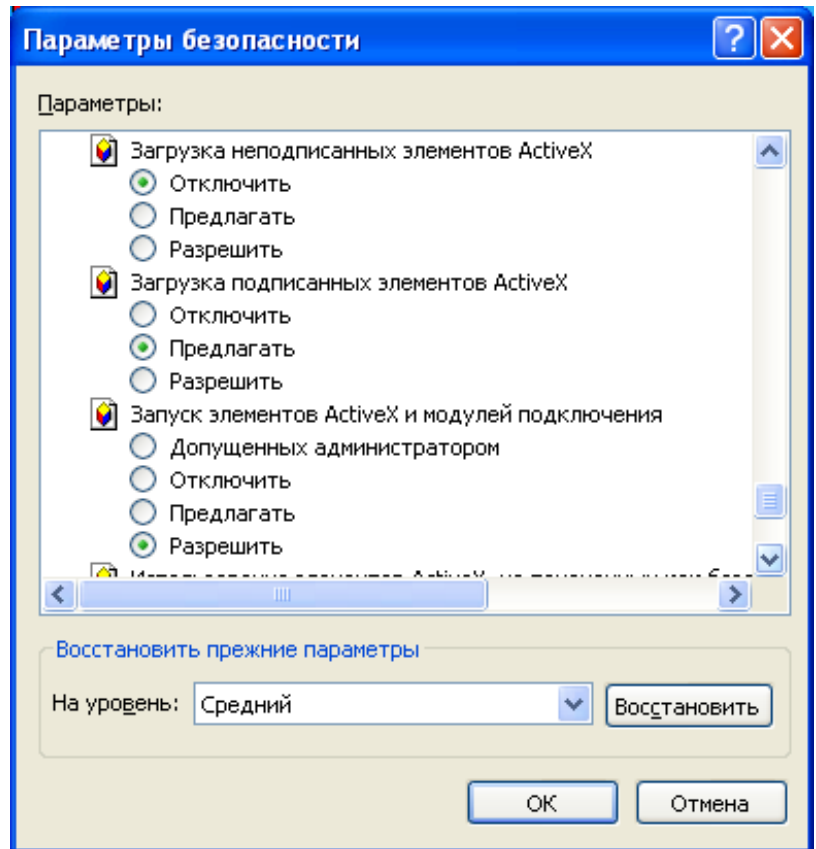 Параметры безопасности
Параметры:
Загрузка неподписанных элементов ActiveX
Отключить
Предлагать
Разрешить
Загрузка подписанных элементов ActiveX
Отключить
Предлагать
Разрешить
Запуск элементов ActiveX и модулей подключения
Допущенных администратором
Отключить
Предлагать
Разрешить
Восстановить прежние параметры
На уровень: Средний Восстановить
ОК Отмена